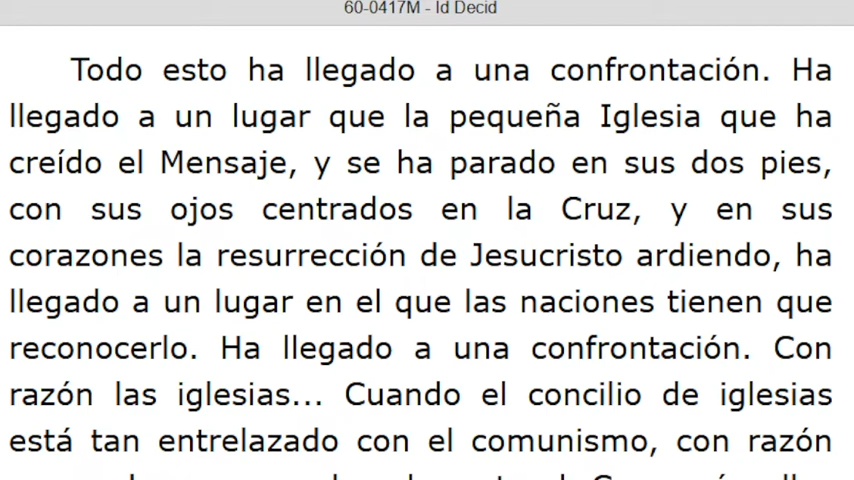 60-0417M - Id Decid
Todo esto ha llegado a una confrontación. Ha
llegado a un lugar que la pequeña Iglesia que ha
creído el Mensaje, y se ha parado en sus dos pies,
con sus ojos centrados en la Cruz, y en sus
corazones la resurrección de Jesucristo ardiendo, ha
llegado a un lugar en el que las naciones tienen que
reconocerlo. Ha llegado a una confrontación. Con
razón las iglesias... Cuando el concilio de iglesias
está tan entrelazado con el comunismo, con razón